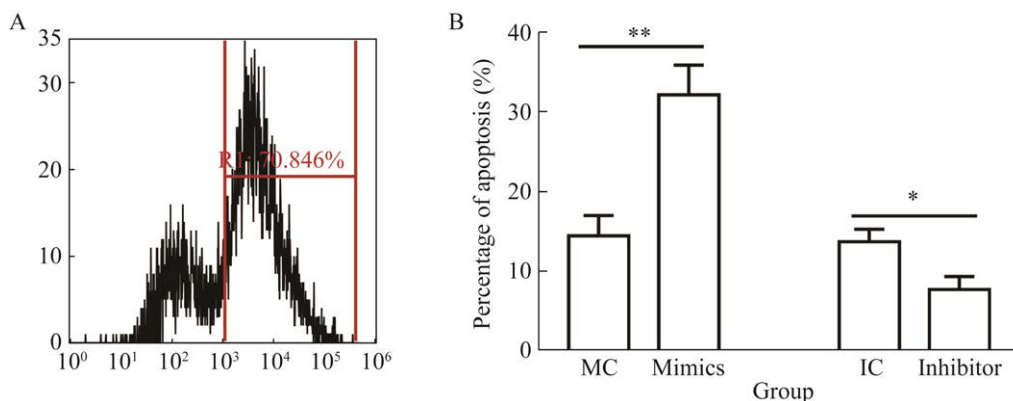 A
35
30
20
10
0
R1: 70.846%
10⁰ 10¹ 10² 10³ 10⁴ 10⁵ 10⁶
B
Percentage of apoptosis (%)
40
30
20
10
0
**
*
MC Mimics IC Inhibitor
Group